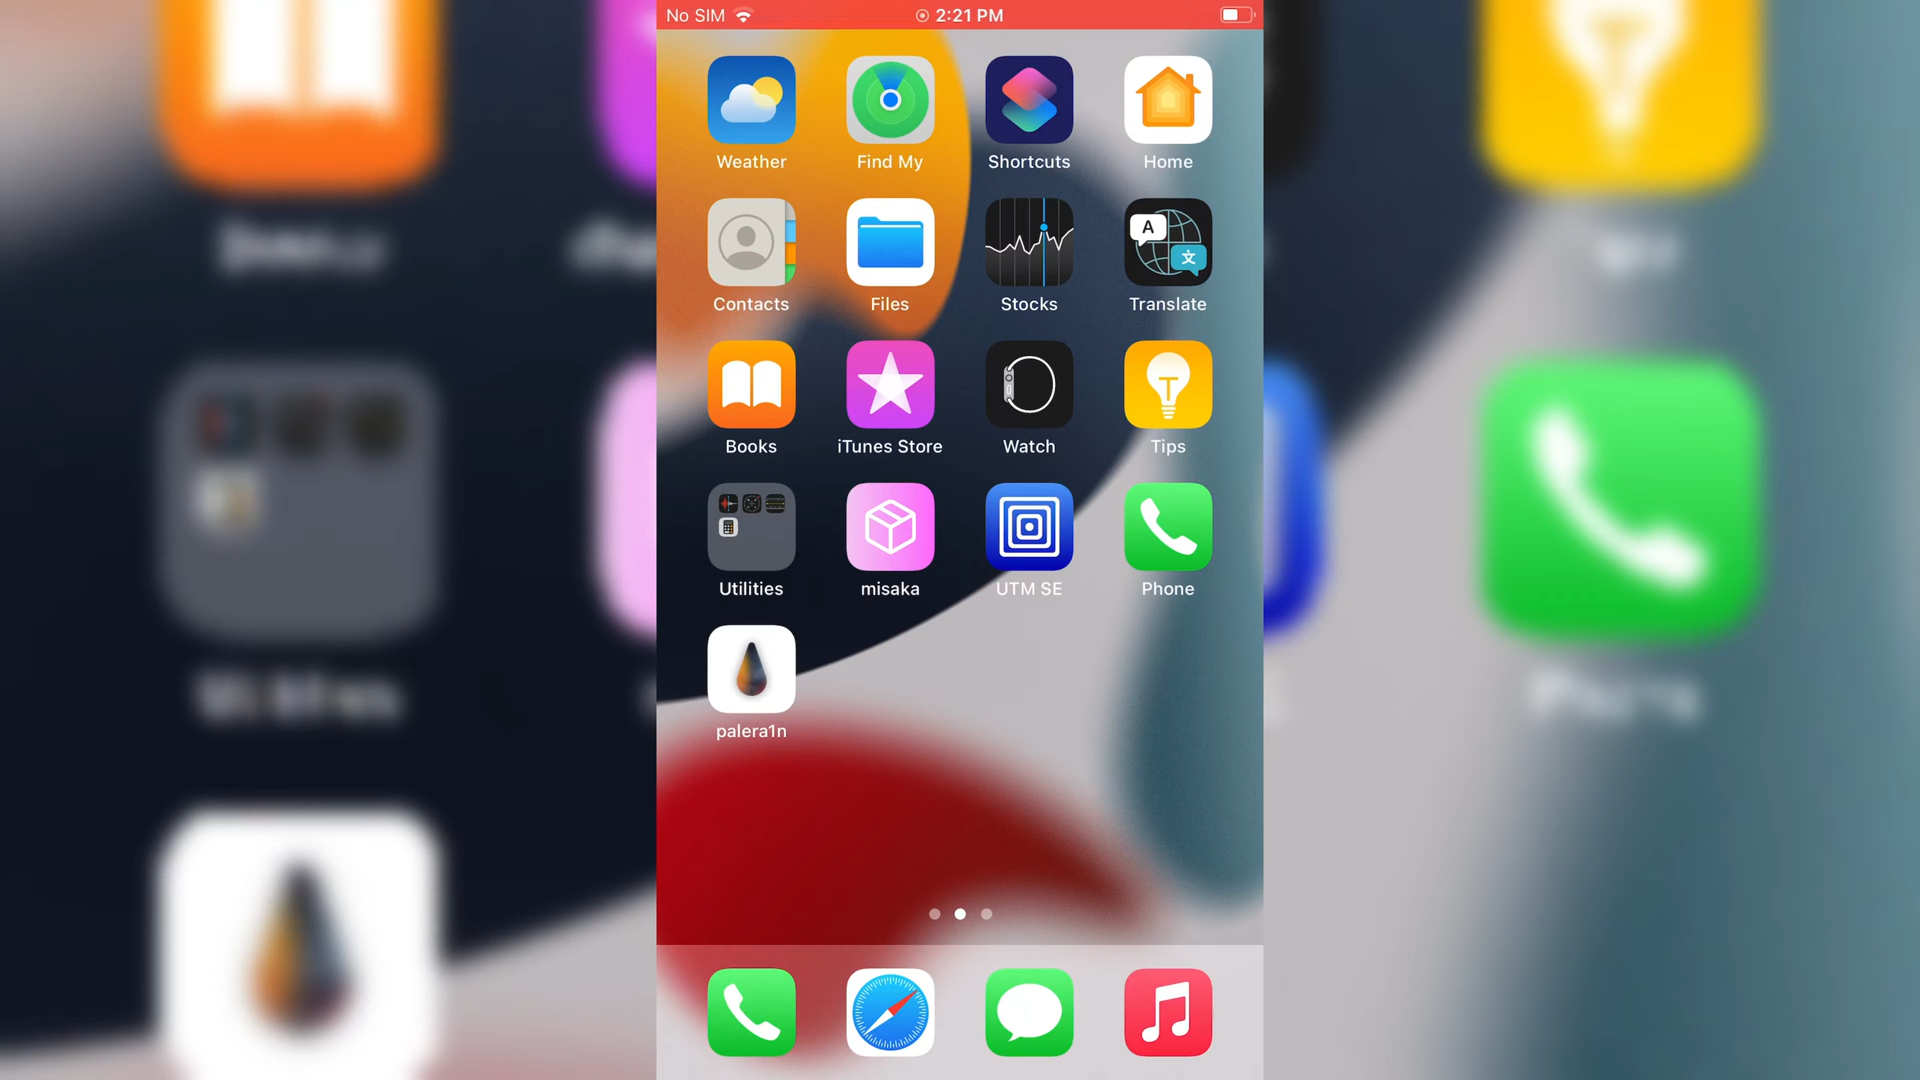 No SIM 2:21 PM
Weather Find My Shortcuts Home
A
文
Contacts Files Stocks Translate
Books iTunes Store Watch Tips
Utilities misaka UTM SE Phone
palera1n